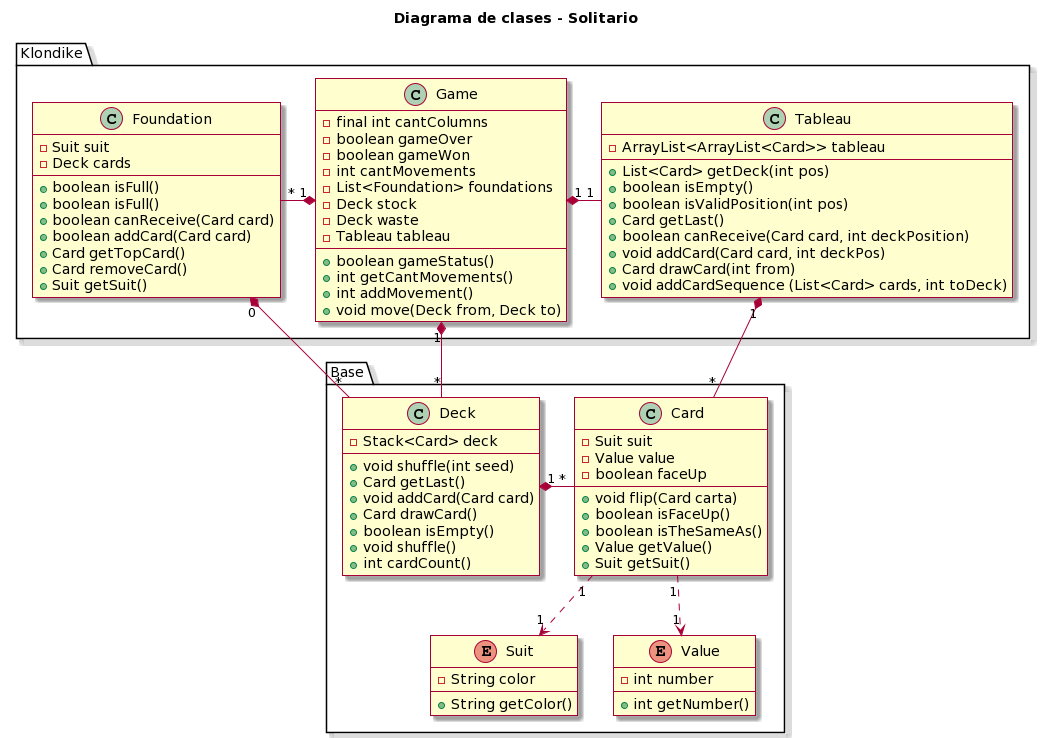 Diagrama de clases - Solitario
Klondike
C Foundation
Suit suit
Deck cards
boolean isFull()
boolean isFull()
boolean canReceive(Card card)
boolean addCard(Card card)
Card getTopCard()
Card removeCard()
Suit getSuit()
* 1
C Game
final int cantColumns
boolean gameOver
boolean gameWon
int cantMovements
List<Foundation> foundations
Deck stock
Deck waste
Tableau tableau
boolean gameStatus()
int getCantMovements()
int addMovement()
void move(Deck from, Deck to)
1 1
C Tableau
ArrayList<ArrayList<Card>> tableau
List<Card> getDeck(int pos)
boolean isEmpty()
boolean isValidPosition(int pos)
Card getLast()
boolean canReceive(Card card, int deckPosition)
void addCard(Card card, int deckPos)
Card drawCard(int from)
void addCardSequence (List<Card> cards, int toDeck)
0
1
1
Base
*
*
*
C Deck
Stack<Card> deck
void shuffle(int seed)
Card getLast()
void addCard(Card card)
Card drawCard()
boolean isEmpty()
void shuffle()
int cardCount()
1 *
C Card
Suit suit
Value value
boolean faceUp
void flip(Card carta)
boolean isFaceUp()
boolean isTheSameAs()
Value getValue()
Suit getSuit()
1
1
1
1
E Suit
String color
String getColor()
E Value
int number
int getNumber()